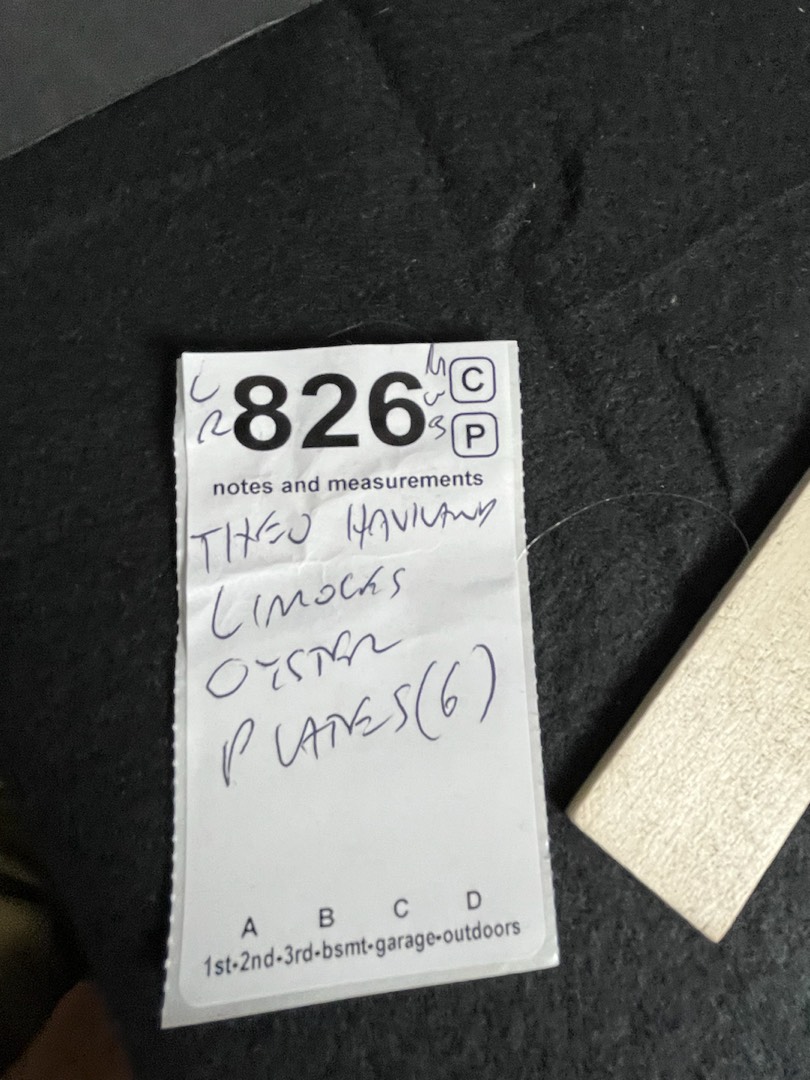 L
R
826
M
U
B
C
P
notes and measurements
THEO HAVILAND
LIMOGES
OYSTER
PLATES (6)
A B C D
1st-2nd-3rd-bsmt-garage-outdoors